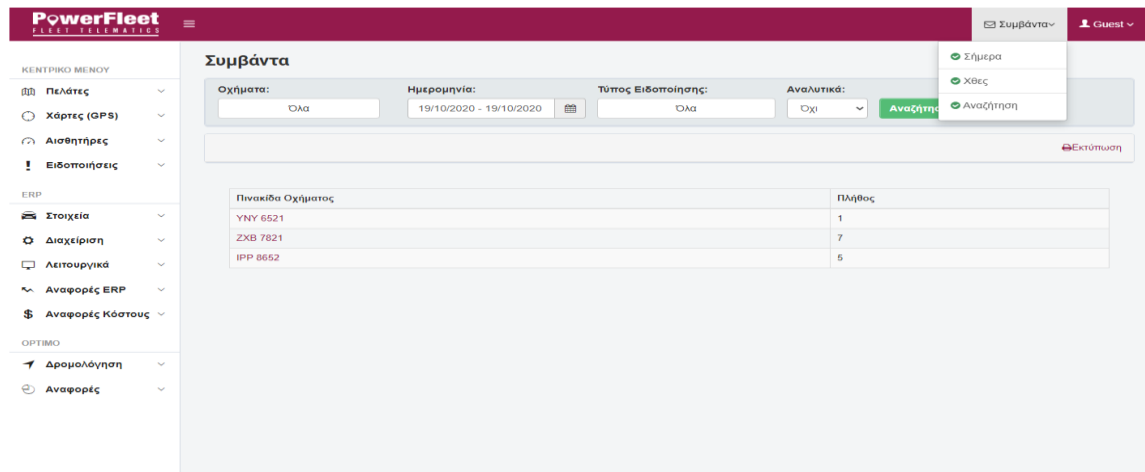 PowerFleet
FLEET TELEMATICS
Συμβάντα
Guest
Σήμερα
Χθες
Αναζήτηση
ΚΕΝΤΡΙΚΟ ΜΕΝΟΥ
Πελάτες
Χάρτες (GPS)
Αισθητήρες
Ειδοποιήσεις
ERP
Στοιχεία
Διαχείριση
Λειτουργικά
Αναφορές ERP
Αναφορές Κόστους
OPTIMO
Δρομολόγηση
Αναφορές
Συμβάντα
Οχήματα: Ημερομηνία: Τύπος Ειδοποίησης: Αναλυτικά:
Όλα 19/10/2020 - 19/10/2020 Όλα Όχι Αναζήτησ
Εκτύπωση
Πινακίδα Οχήματος Πλήθος
YNY 6521 1
ZXB 7821 7
IPP 8652 5